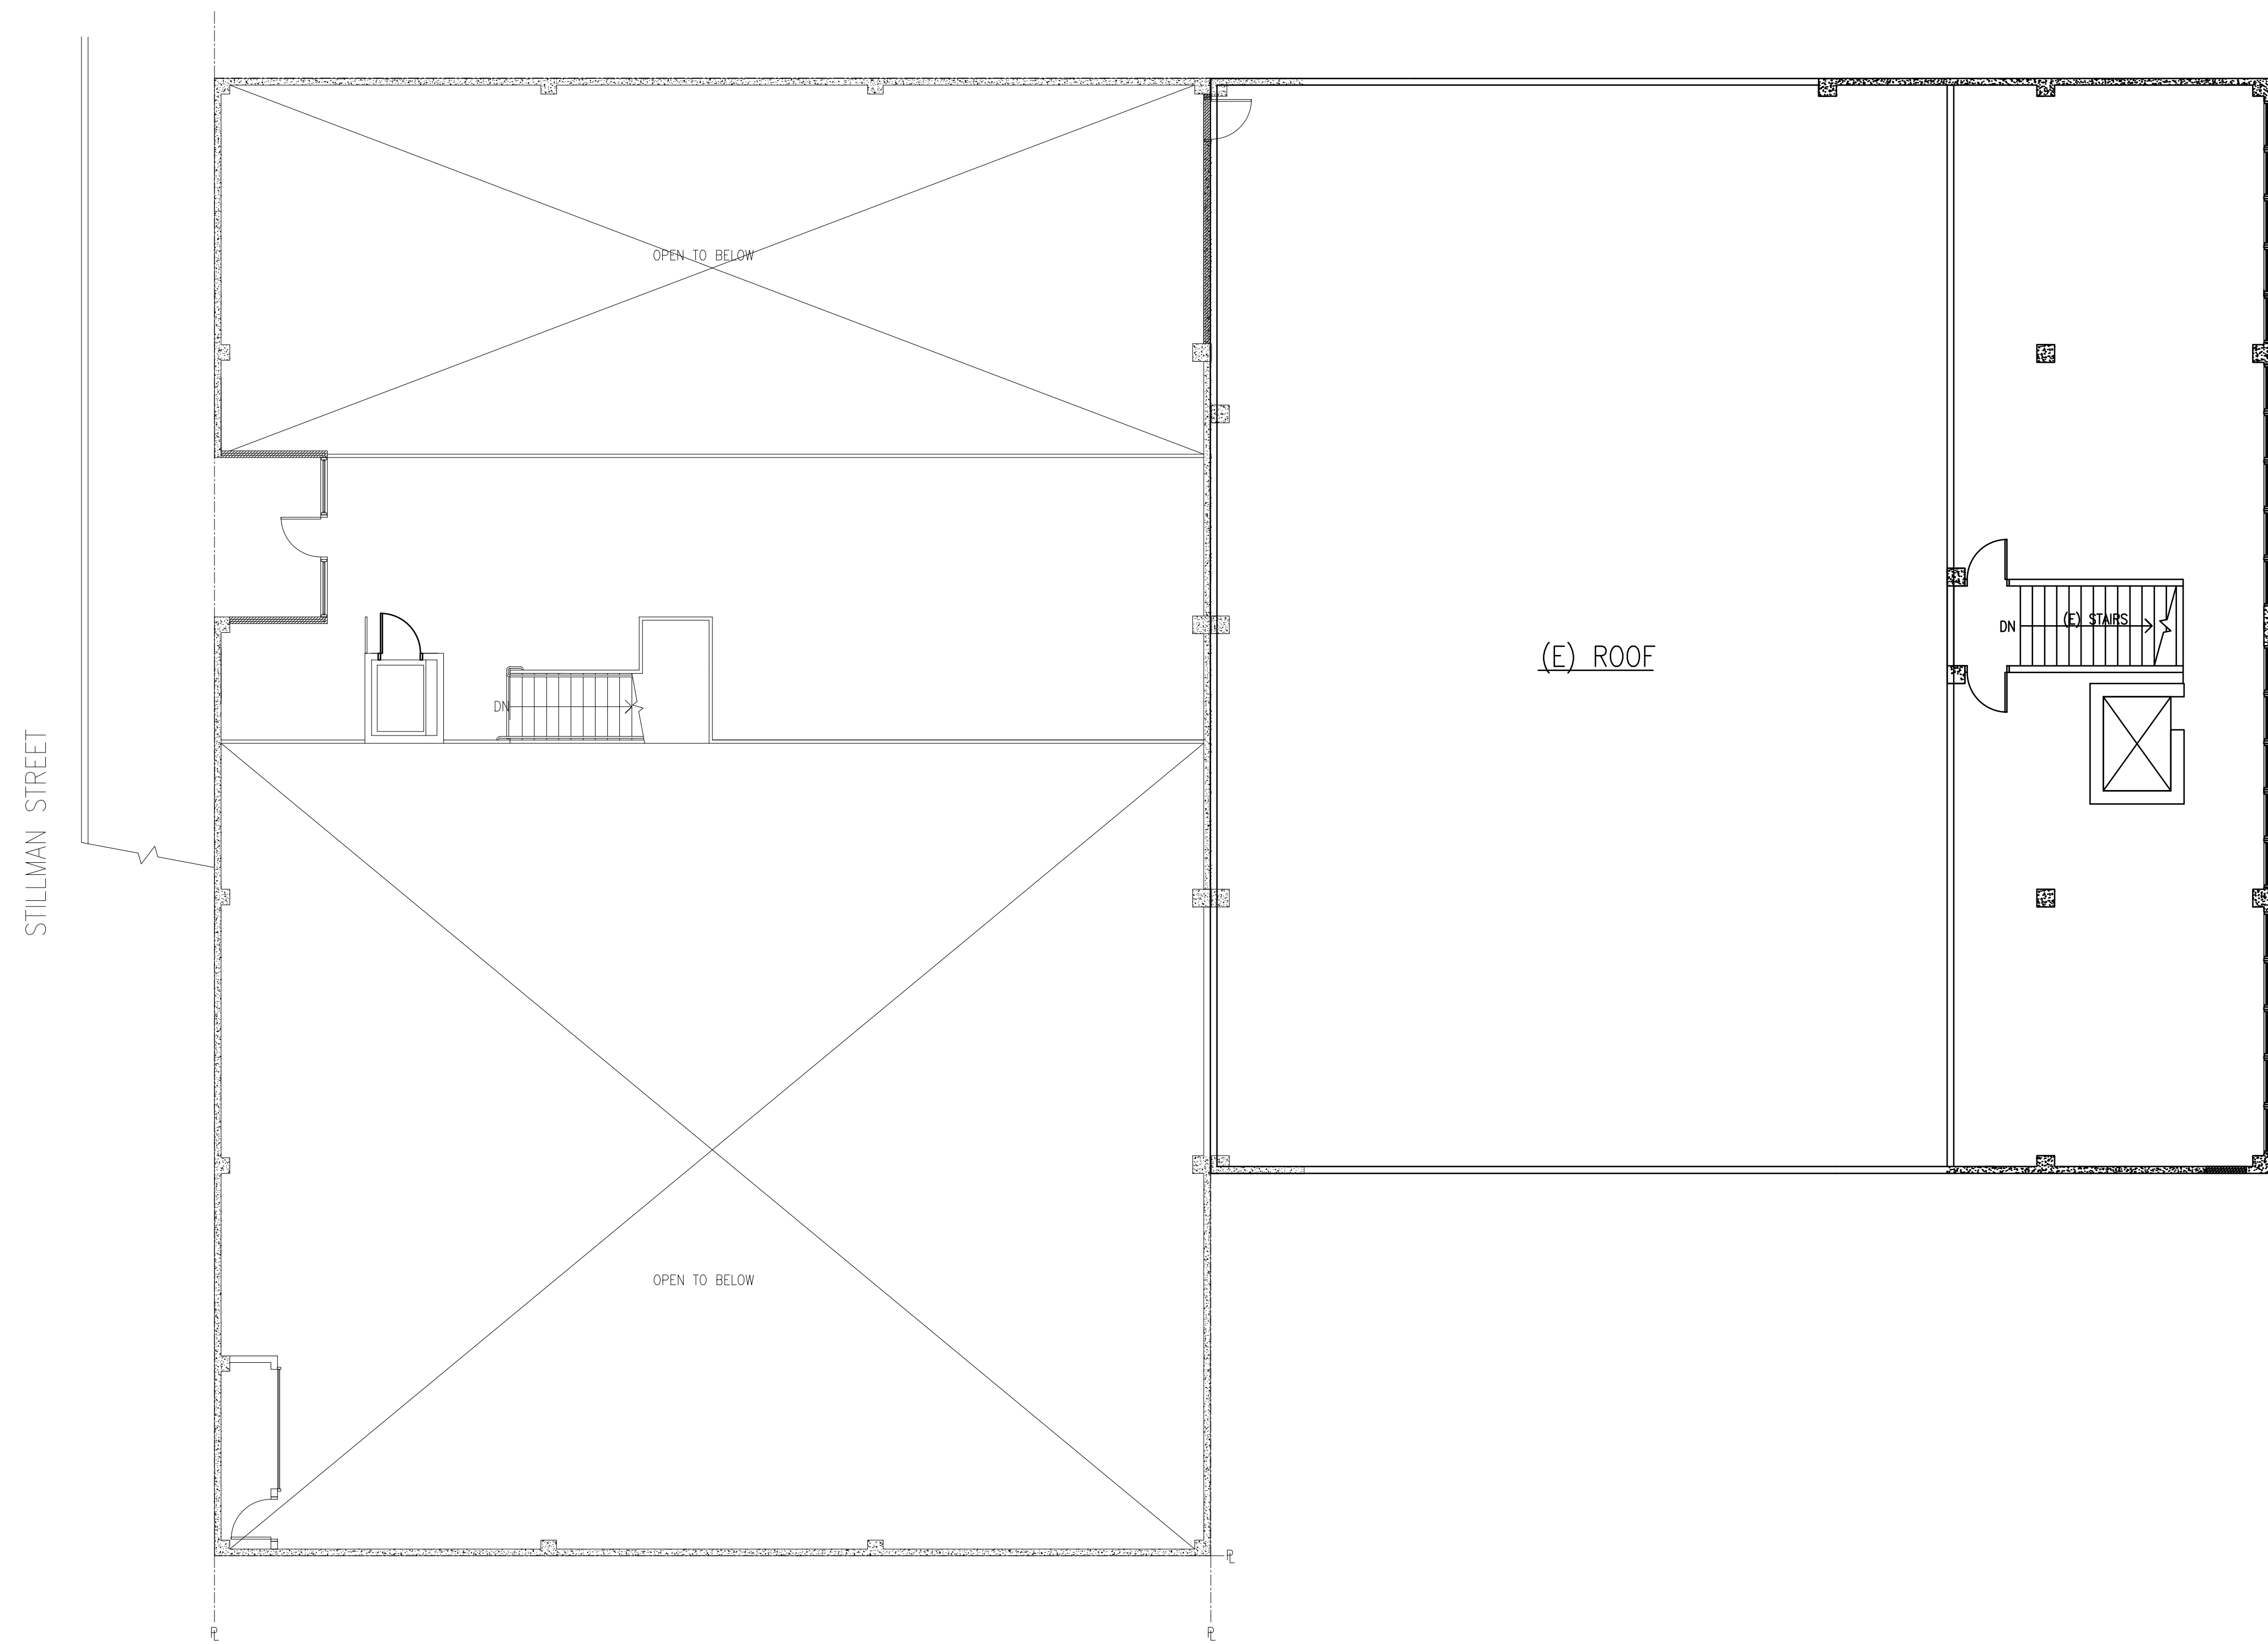 OPEN TO BELOW
(E) STAIRS
DN
(E) ROOF
DN
STILLMAN STREET
OPEN TO BELOW
PL
PL
PL